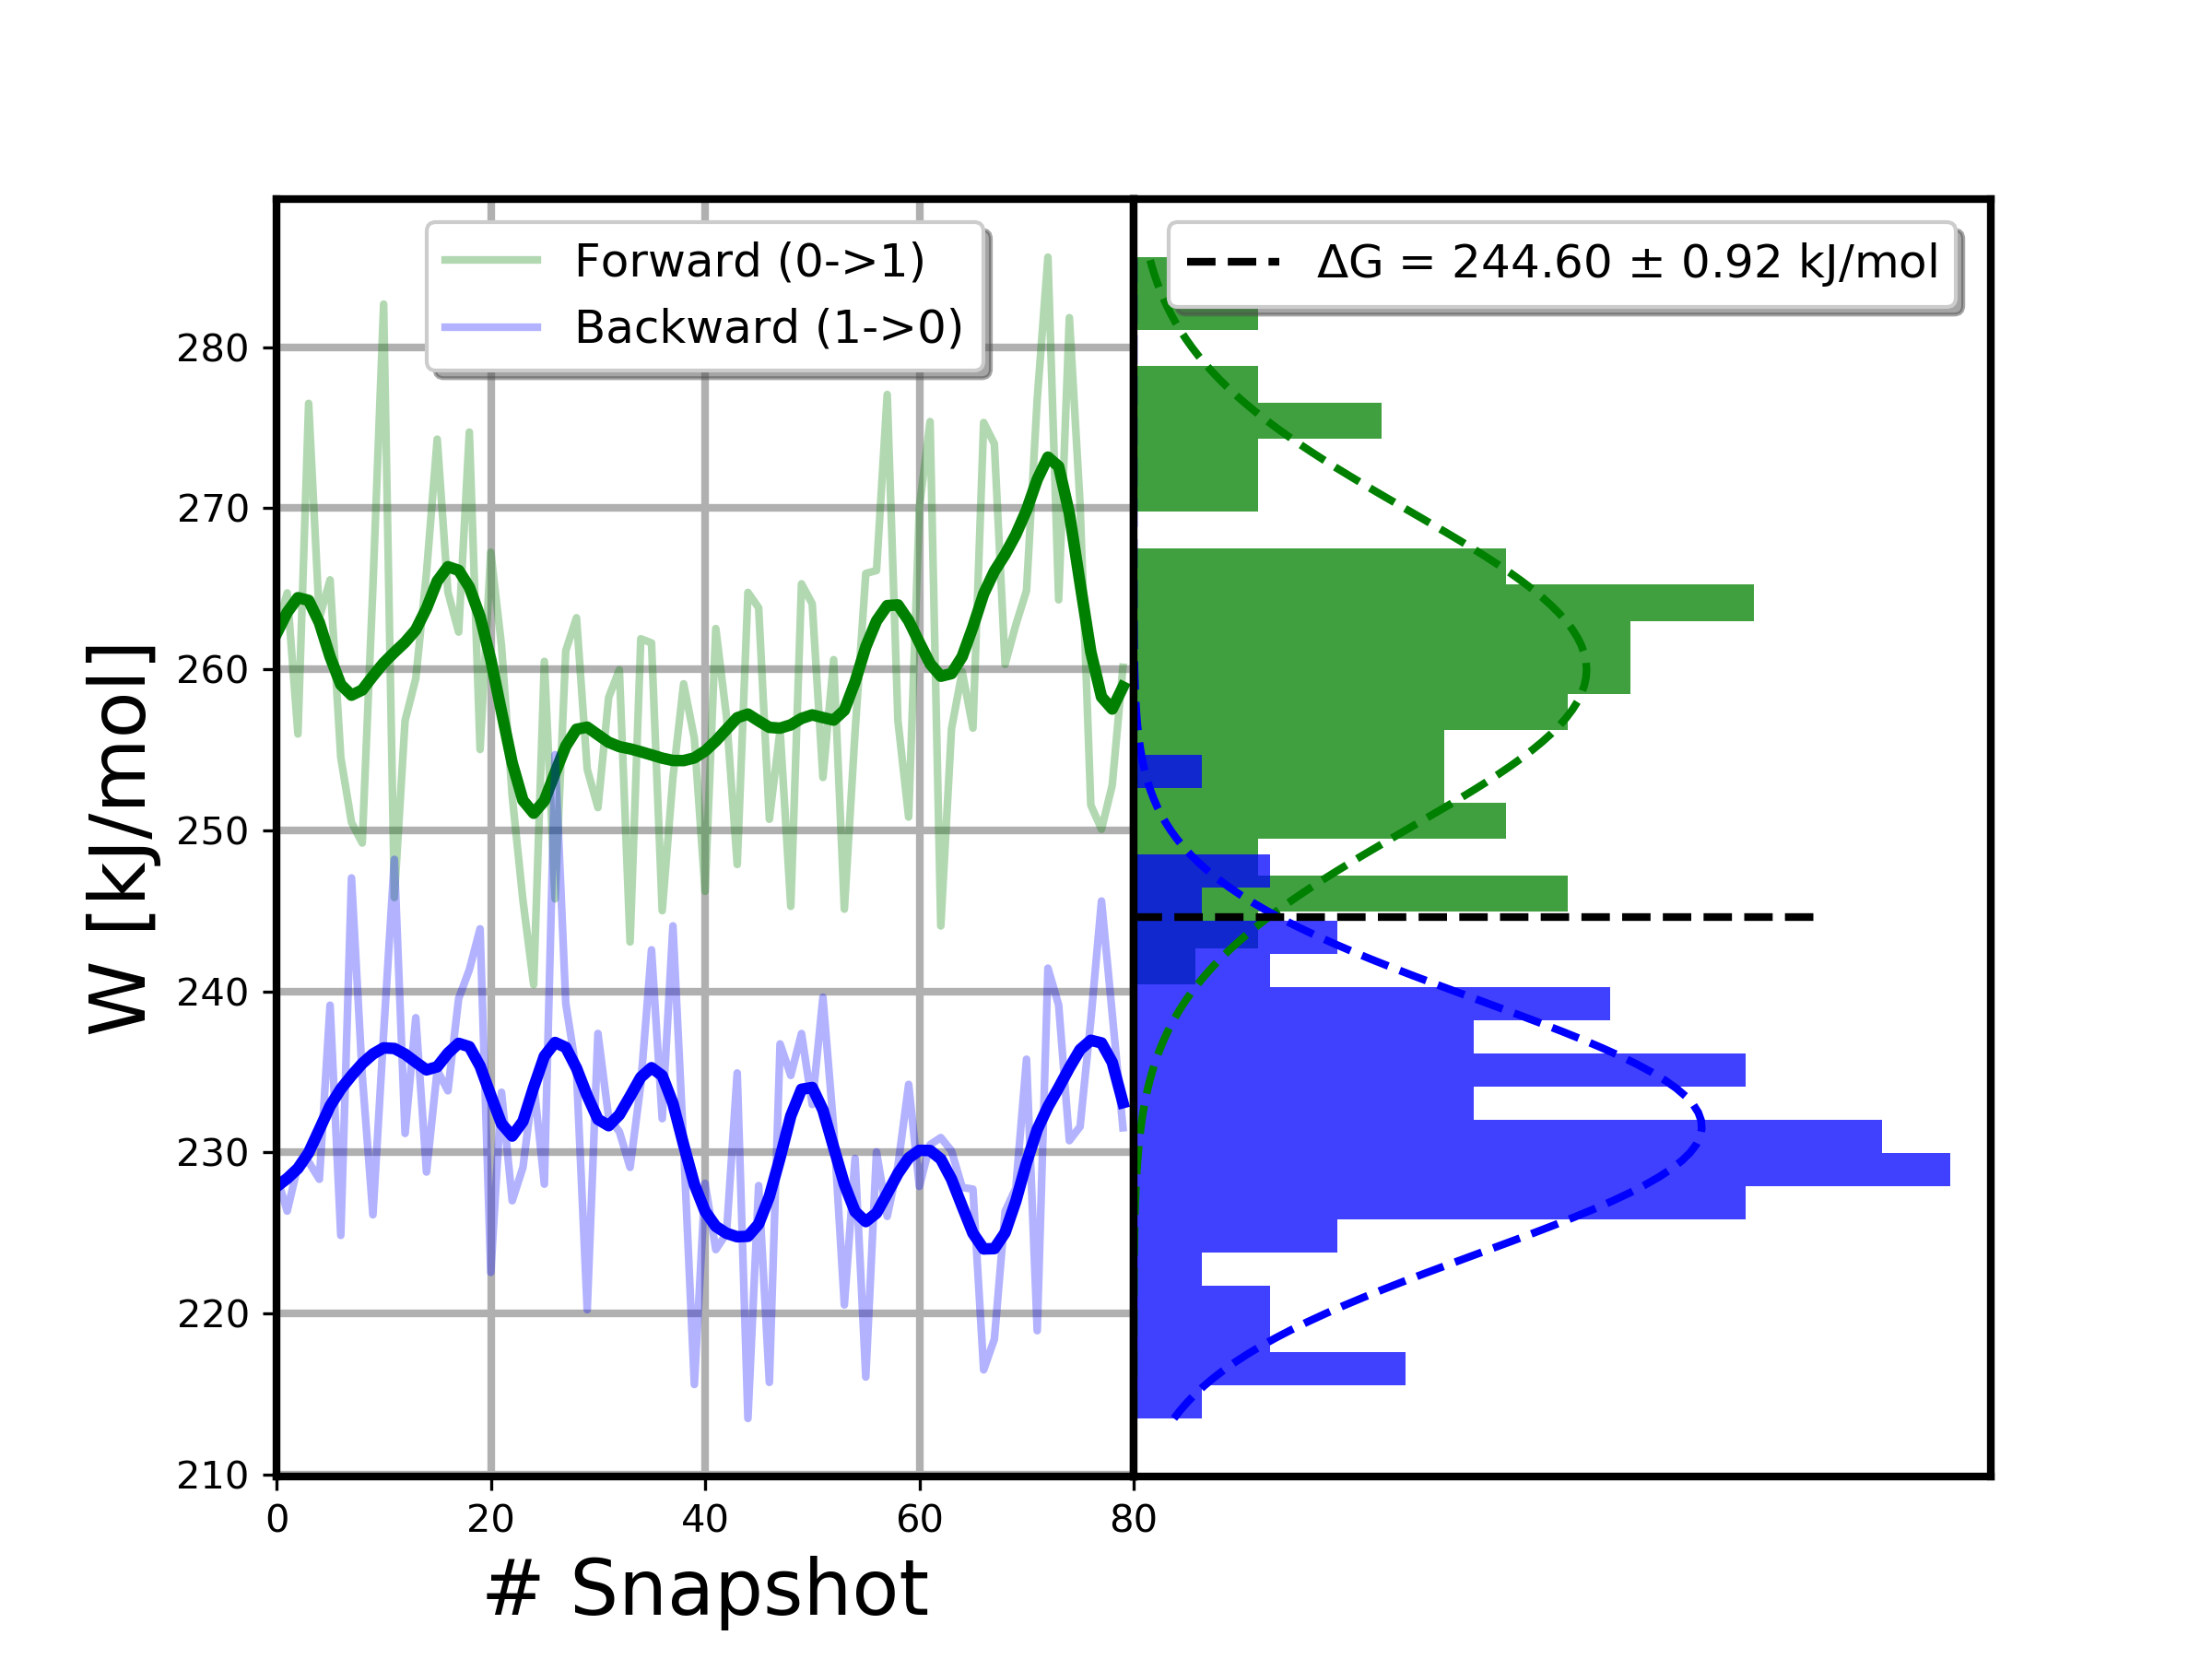 Forward (0->1)
Backward (1->0)
ΔG = 244.60 ± 0.92 kJ/mol
W [kJ/mol]
280
270
260
250
240
230
220
210
0 20 40 60 80
# Snapshot